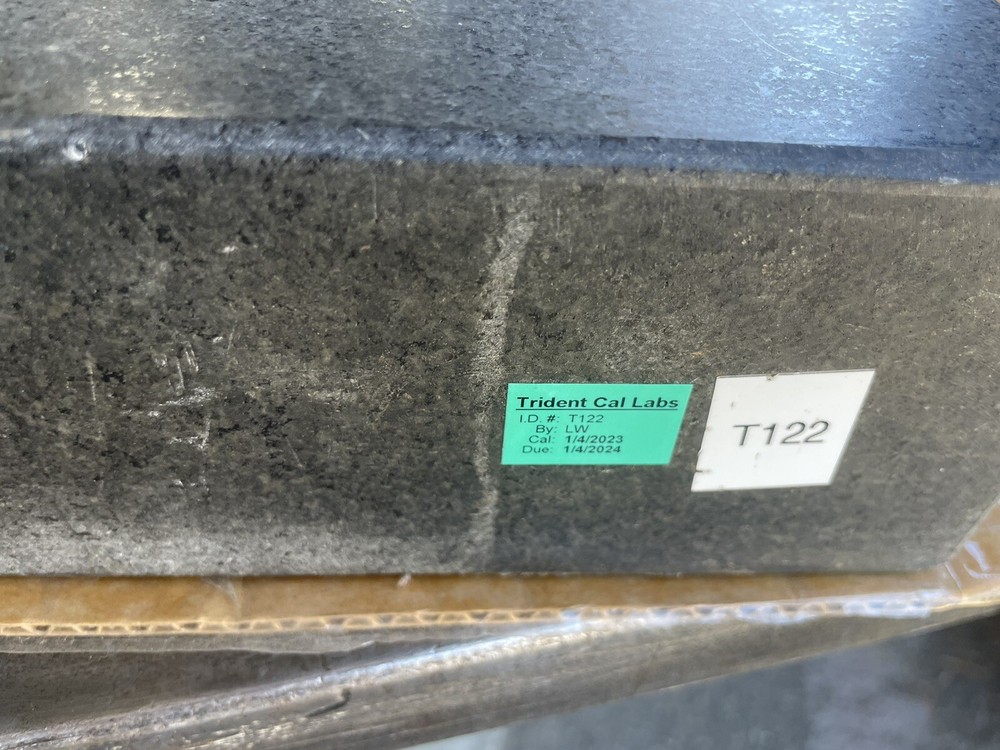 Trident Cal Labs
I.D. #: T122
By: LW
Cal: 1/4/2023
Due: 1/4/2024
T122